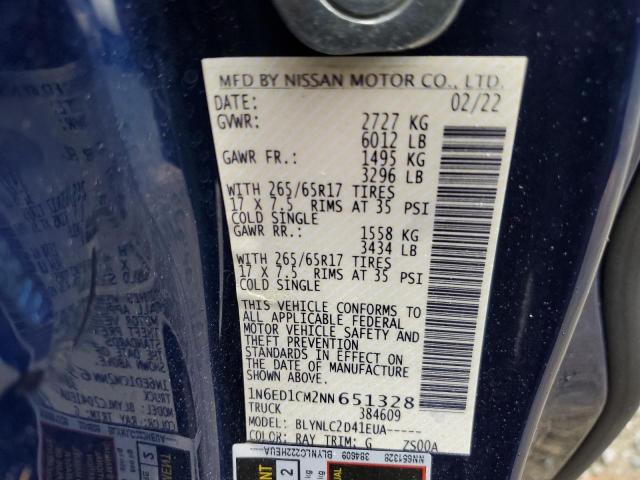 MFD BY NISSAN MOTOR CO., LTD.
DATE: 02/22
GVWR: 2727 KG
6012 LB
GAWR FR.: 1495 KG
3296 LB
WITH 265/65R17 TIRES
17 X 7.5 RIMS AT 35 PSI
COLD SINGLE
GAWR RR.: 1558 KG
3434 LB
WITH 265/65R17 TIRES
17 X 7.5 RIMS AT 35 PSI
COLD SINGLE
THIS VEHICLE CONFORMS TO
ALL APPLICABLE FEDERAL
MOTOR VEHICLE SAFETY AND
THEFT PREVENTION
STANDARDS IN EFFECT ON
THE DATE OF MANUFACTURE
SHOWN ABOVE.
1N6ED1CM2NN651328
TRUCK 384609
MODEL: BLYNLC2D41EUA-----
COLOR: RAY TRIM: G ZS00A
384609 NN651328
BLYNLC222HEUA
2